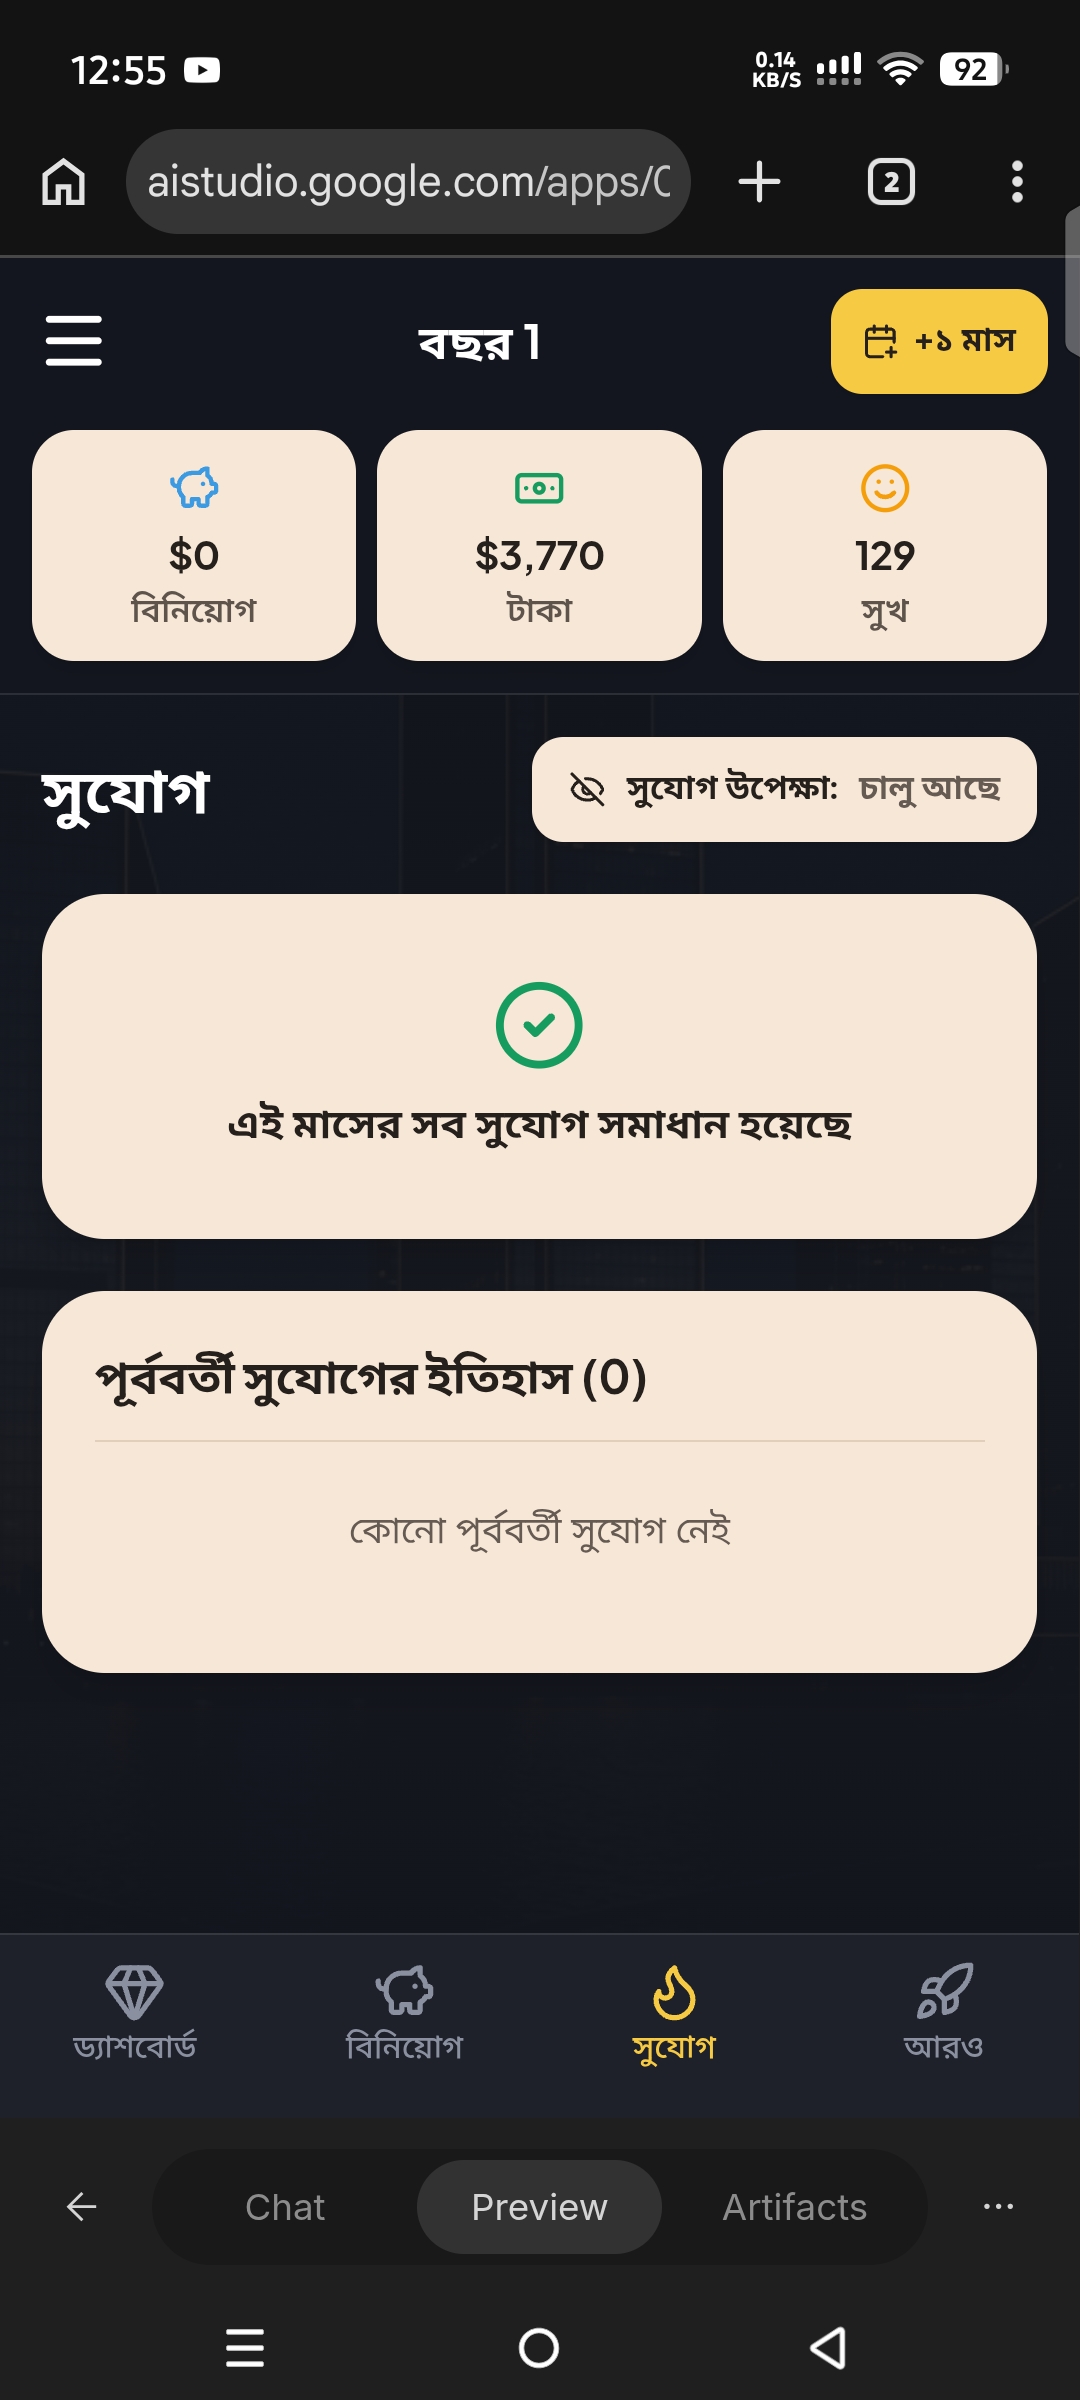 12:55
0.14
KB/S
92
aistudio.google.com/apps/
2
বছর 1
+১ মাস
$0
বিনিয়োগ
$3,770
টাকা
129
সুখ
সুযোগ
সুযোগ উপেক্ষা: চালু আছে
এই মাসের সব সুযোগ সমাধান হয়েছে
পূর্ববর্তী সুযোগের ইতিহাস (0)
কোনো পূর্ববর্তী সুযোগ নেই
ড্যাশবোর্ড
বিনিয়োগ
সুযোগ
আরও
Chat
Preview
Artifacts